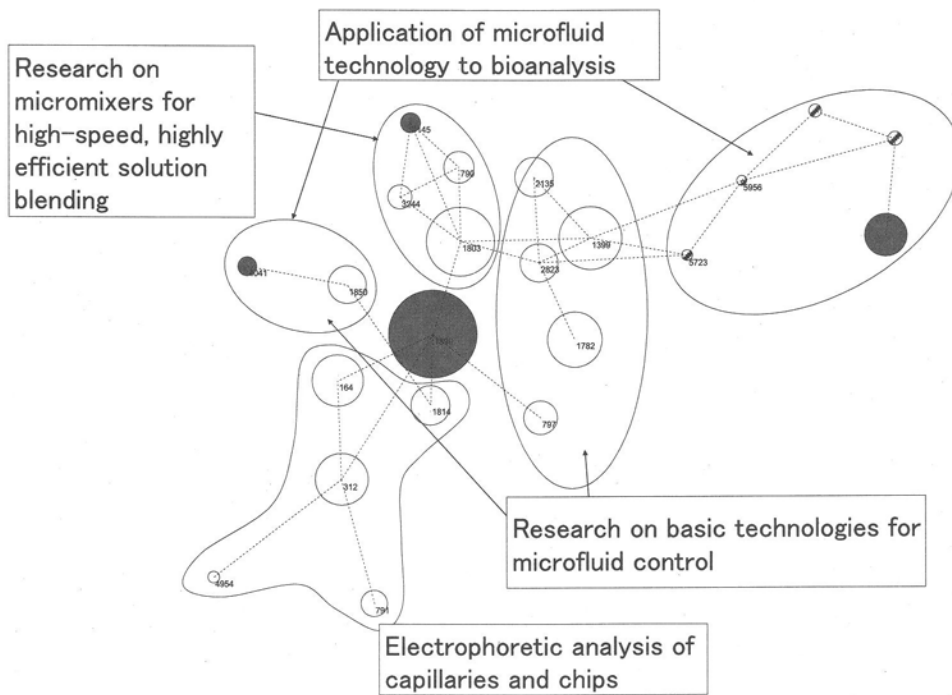 Application of microfluid
technology to bioanalysis
Research on
micromixers for
high-speed, highly
efficient solution
blending
790
3244
2135
5956
1803
1399
2823
5723
1850
1782
164
1814
797
312
4954
791
Research on basic technologies for
microfluid control
Electrophoretic analysis of
capillaries and chips